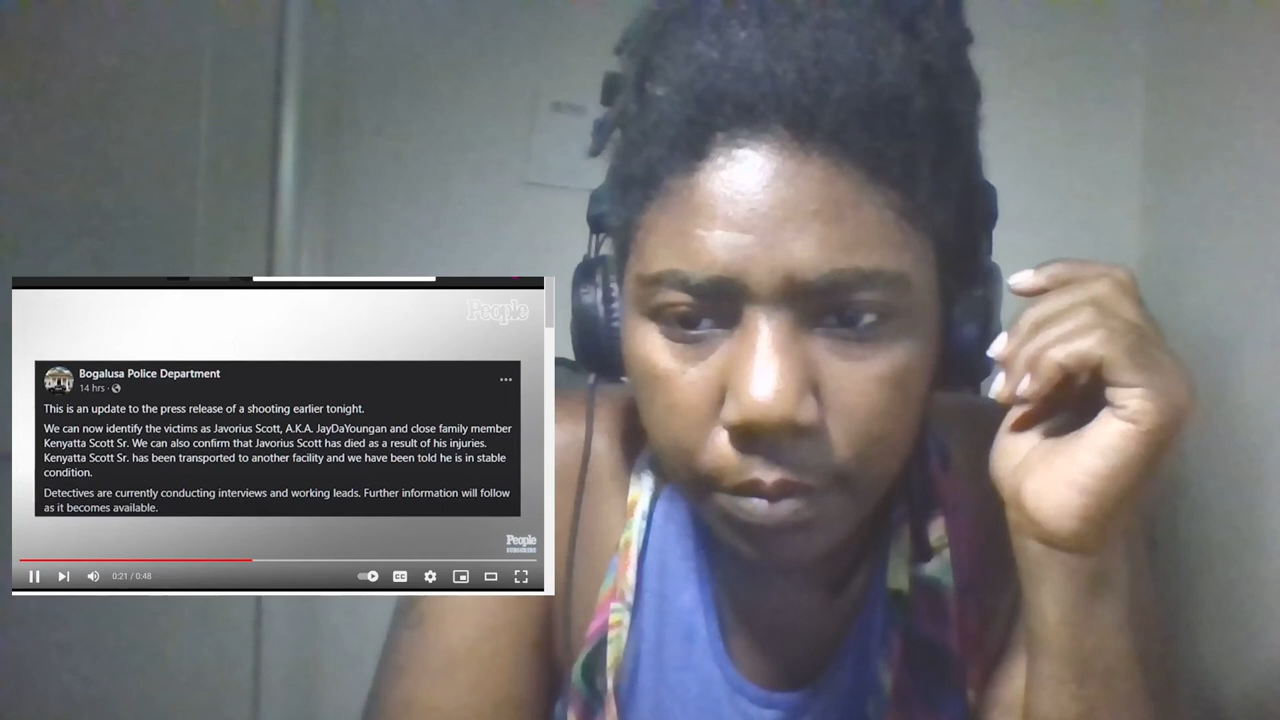 People
Bogalusa Police Department
14 hrs ·
This is an update to the press release of a shooting earlier tonight.
We can now identify the victims as Javorius Scott, A.K.A. JayDaYoungan and close family member
Kenyatta Scott Sr. We can also confirm that Javorius Scott has died as a result of his injuries.
Kenyatta Scott Sr. has been transported to another facility and we have been told he is in stable
condition.
Detectives are currently conducting interviews and working leads. Further information will follow
as it becomes available.
People
0:21 / 0:48
CC